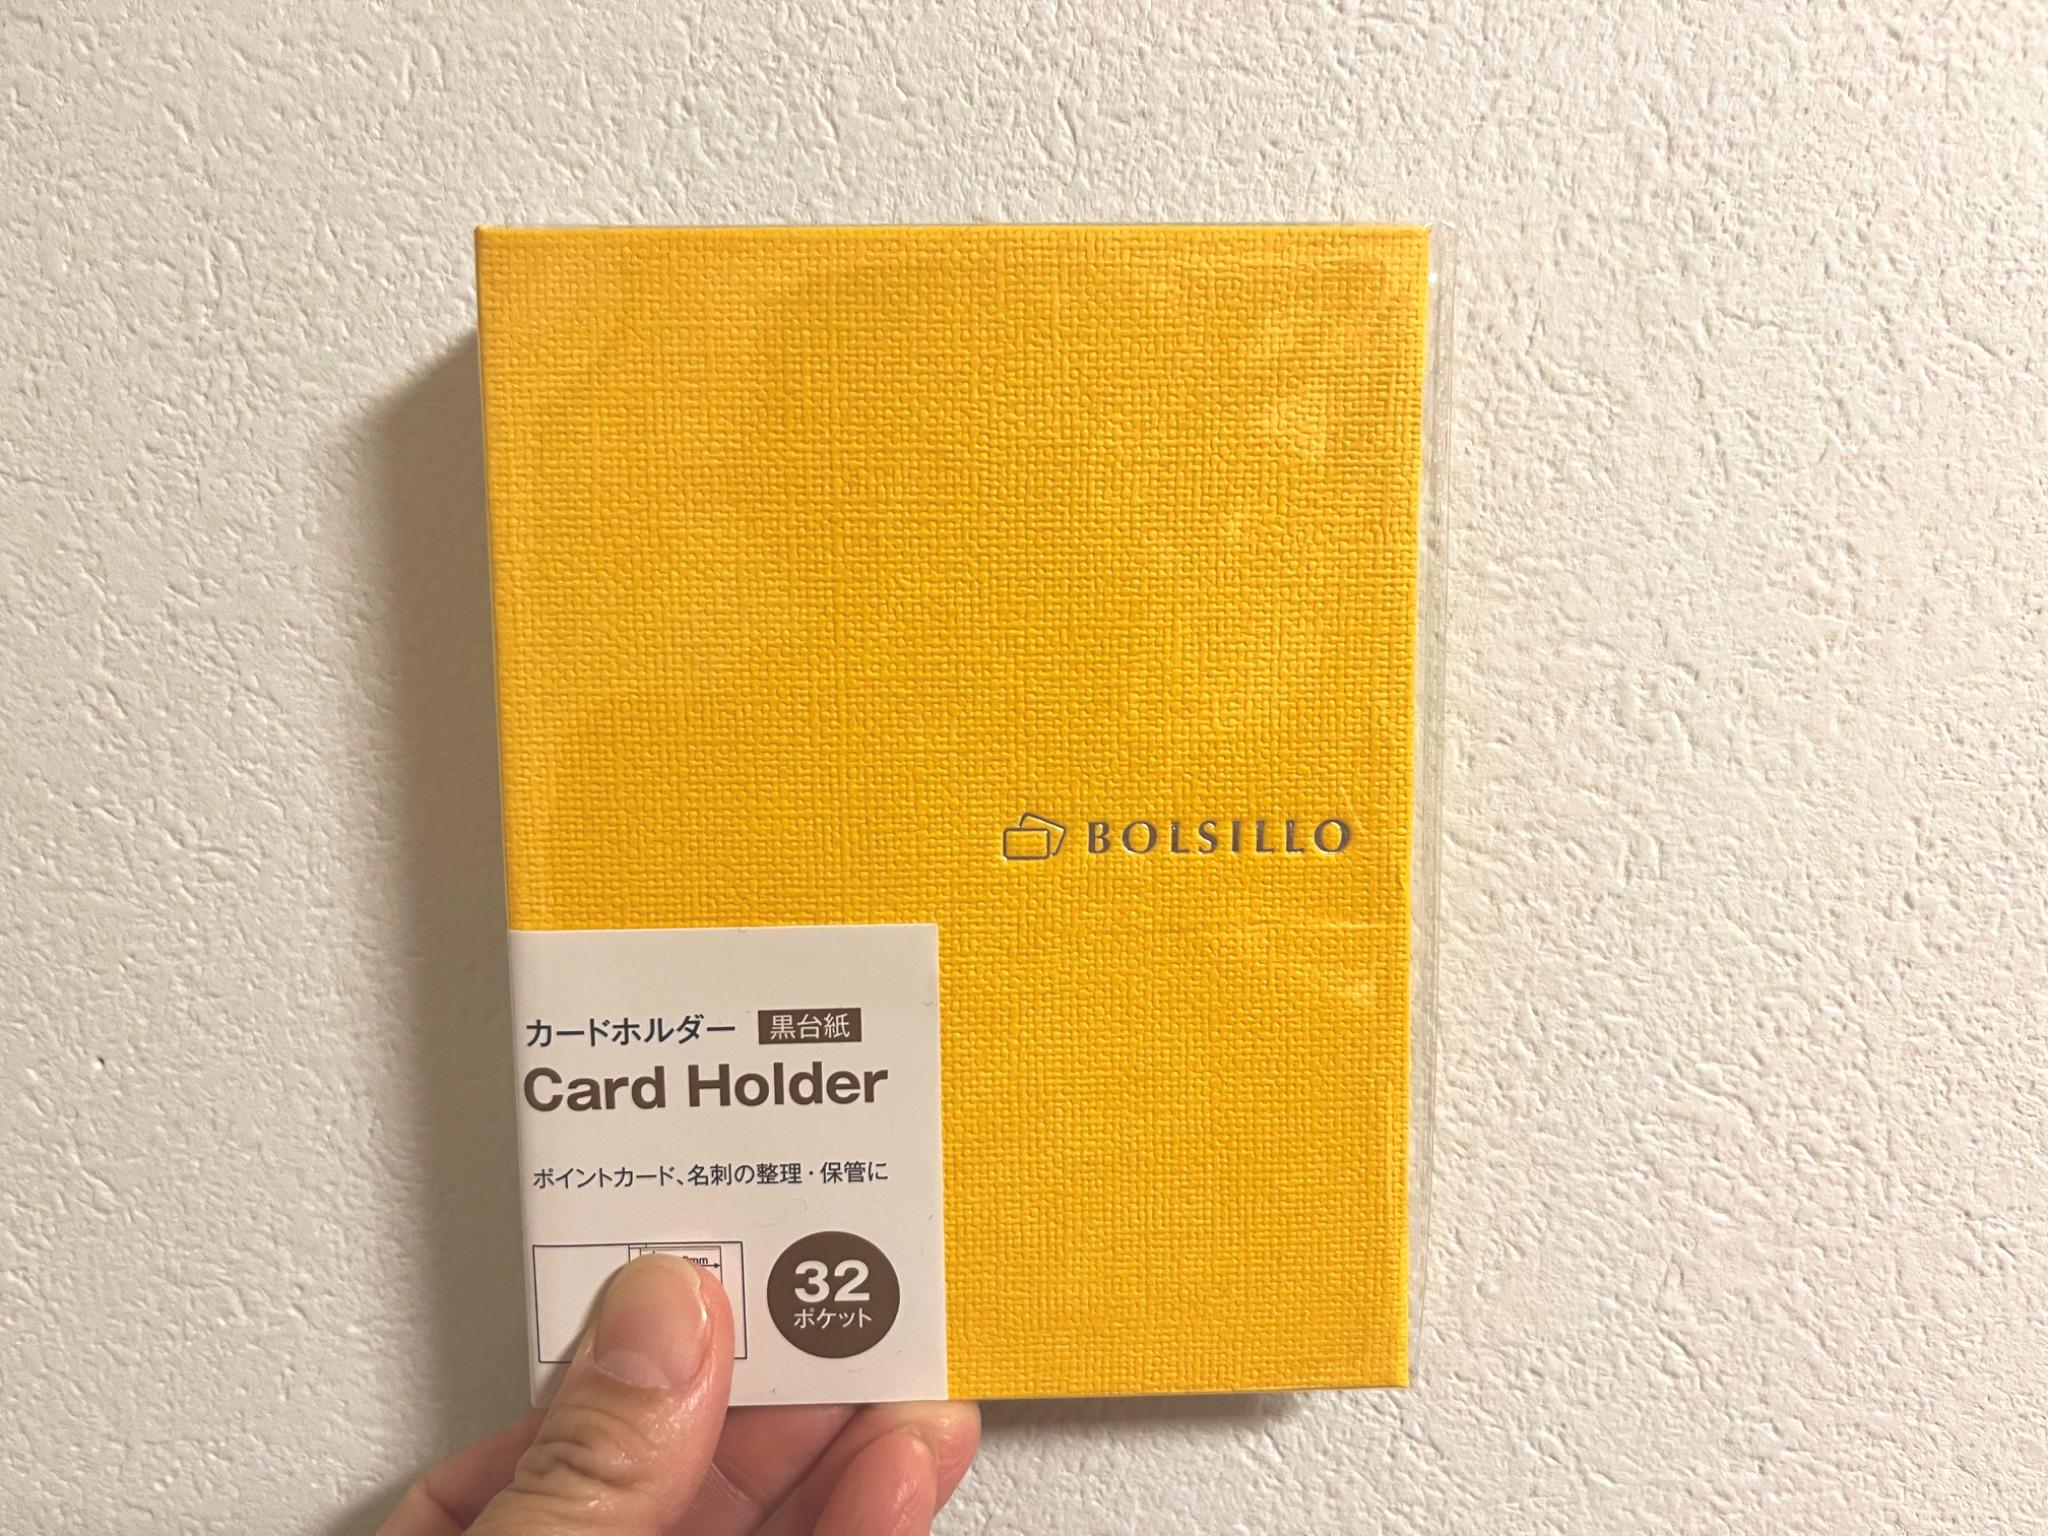 BOLSILLO
カードホルダー 黒台紙
Card Holder
ポイントカード、名刺の整理・保管に
32
ポケット